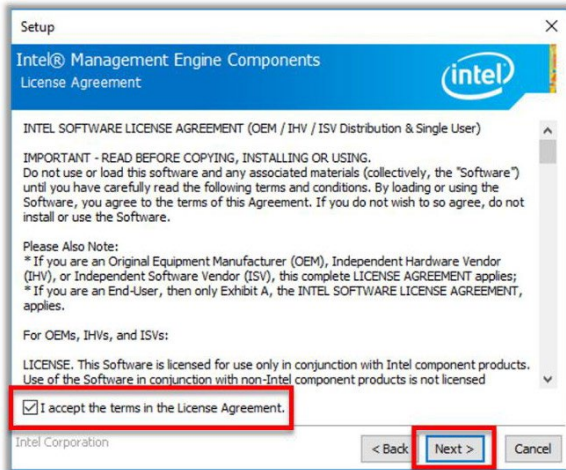 Setup
Intel® Management Engine Components
License Agreement
intel
INTEL SOFTWARE LICENSE AGREEMENT (OEM / IHV / ISV Distribution & Single User)
IMPORTANT - READ BEFORE COPYING, INSTALLING OR USING.
Do not use or load this software and any associated materials (collectively, the "Software")
until you have carefully read the following terms and conditions. By loading or using the
Software, you agree to the terms of this Agreement. If you do not wish to so agree, do not
install or use the Software.
Please Also Note:
* If you are an Original Equipment Manufacturer (OEM), Independent Hardware Vendor
(IHV), or Independent Software Vendor (ISV), this complete LICENSE AGREEMENT applies;
* If you are an End-User, then only Exhibit A, the INTEL SOFTWARE LICENSE AGREEMENT,
applies.
For OEMs, IHVs, and ISVs:
LICENSE. This Software is licensed for use only in conjunction with Intel component products.
Use of the Software in conjunction with non-Intel component products is not licensed
I accept the terms in the License Agreement.
Intel Corporation
< Back
Next >
Cancel